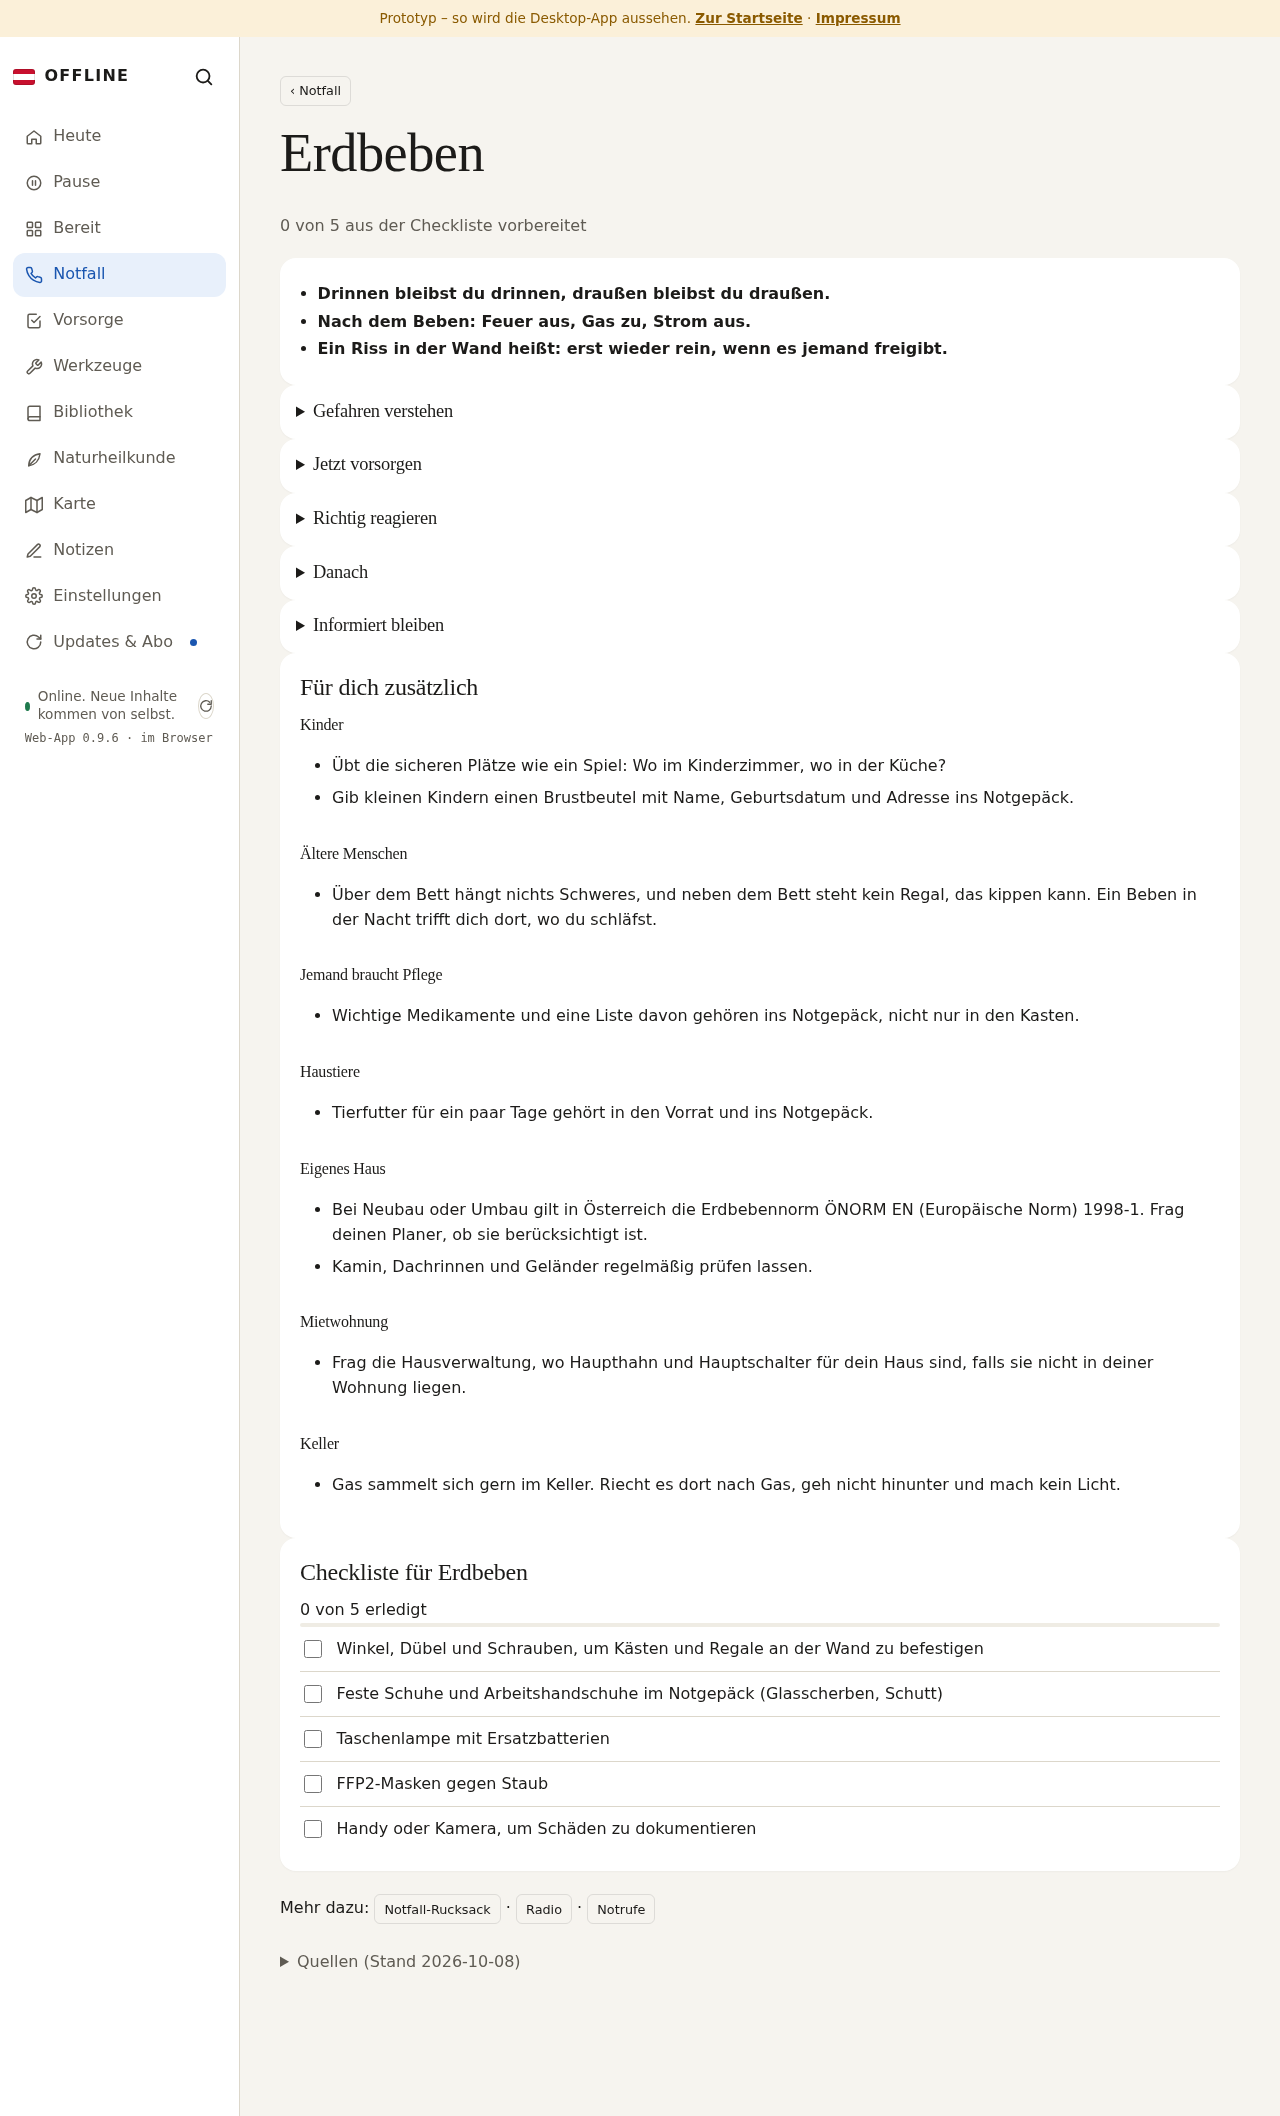 Prototyp – so wird die Desktop-App aussehen. Zur Startseite · Impressum
OFFLINE
Heute
Pause
Bereit
Notfall
Vorsorge
Werkzeuge
Bibliothek
Naturheilkunde
Karte
Notizen
Einstellungen
Updates & Abo
Online. Neue Inhalte
kommen von selbst.
Web-App 0.9.6 · im Browser
‹ Notfall
Erdbeben
0 von 5 aus der Checkliste vorbereitet
• Drinnen bleibst du drinnen, draußen bleibst du draußen.
• Nach dem Beben: Feuer aus, Gas zu, Strom aus.
• Ein Riss in der Wand heißt: erst wieder rein, wenn es jemand freigibt.
Gefahren verstehen
Jetzt vorsorgen
Richtig reagieren
Danach
Informiert bleiben
Für dich zusätzlich
Kinder
• Übt die sicheren Plätze wie ein Spiel: Wo im Kinderzimmer, wo in der Küche?
• Gib kleinen Kindern einen Brustbeutel mit Name, Geburtsdatum und Adresse ins Notgepäck.
Ältere Menschen
• Über dem Bett hängt nichts Schweres, und neben dem Bett steht kein Regal, das kippen kann. Ein Beben in
der Nacht trifft dich dort, wo du schläfst.
Jemand braucht Pflege
• Wichtige Medikamente und eine Liste davon gehören ins Notgepäck, nicht nur in den Kasten.
Haustiere
• Tierfutter für ein paar Tage gehört in den Vorrat und ins Notgepäck.
Eigenes Haus
• Bei Neubau oder Umbau gilt in Österreich die Erdbebennorm ÖNORM EN (Europäische Norm) 1998-1. Frag
deinen Planer, ob sie berücksichtigt ist.
• Kamin, Dachrinnen und Geländer regelmäßig prüfen lassen.
Mietwohnung
• Frag die Hausverwaltung, wo Haupthahn und Hauptschalter für dein Haus sind, falls sie nicht in deiner
Wohnung liegen.
Keller
• Gas sammelt sich gern im Keller. Riecht es dort nach Gas, geh nicht hinunter und mach kein Licht.
Checkliste für Erdbeben
0 von 5 erledigt
Winkel, Dübel und Schrauben, um Kästen und Regale an der Wand zu befestigen
Feste Schuhe und Arbeitshandschuhe im Notgepäck (Glasscherben, Schutt)
Taschenlampe mit Ersatzbatterien
FFP2-Masken gegen Staub
Handy oder Kamera, um Schäden zu dokumentieren
Mehr dazu: Notfall-Rucksack · Radio · Notrufe
Quellen (Stand 2026-10-08)